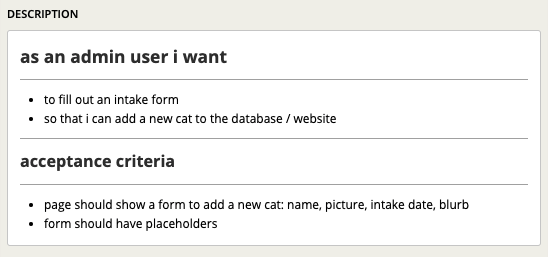 DESCRIPTION
as an admin user i want
• to fill out an intake form
• so that i can add a new cat to the database / website
acceptance criteria
• page should show a form to add a new cat: name, picture, intake date, blurb
• form should have placeholders